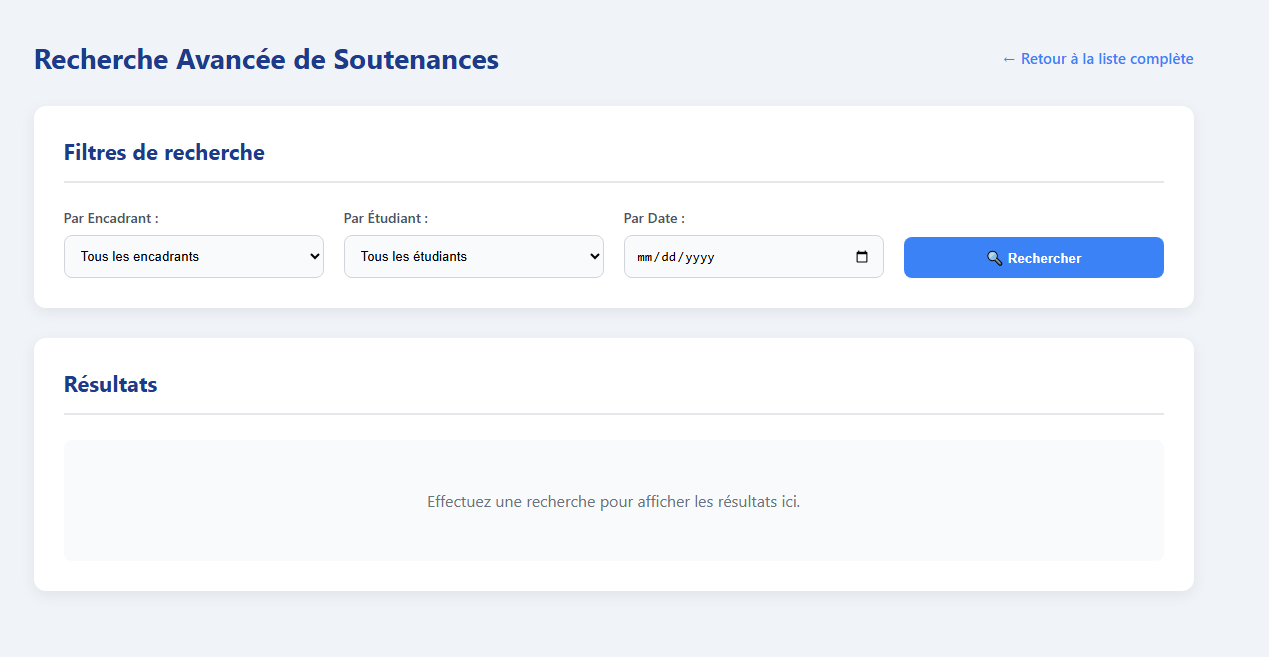 Recherche Avancée de Soutenances
← Retour à la liste complète
Filtres de recherche
Par Encadrant :
Par Étudiant :
Par Date :
Tous les encadrants
Tous les étudiants
mm/dd/yyyy
🔍 Rechercher
Résultats
Effectuez une recherche pour afficher les résultats ici.